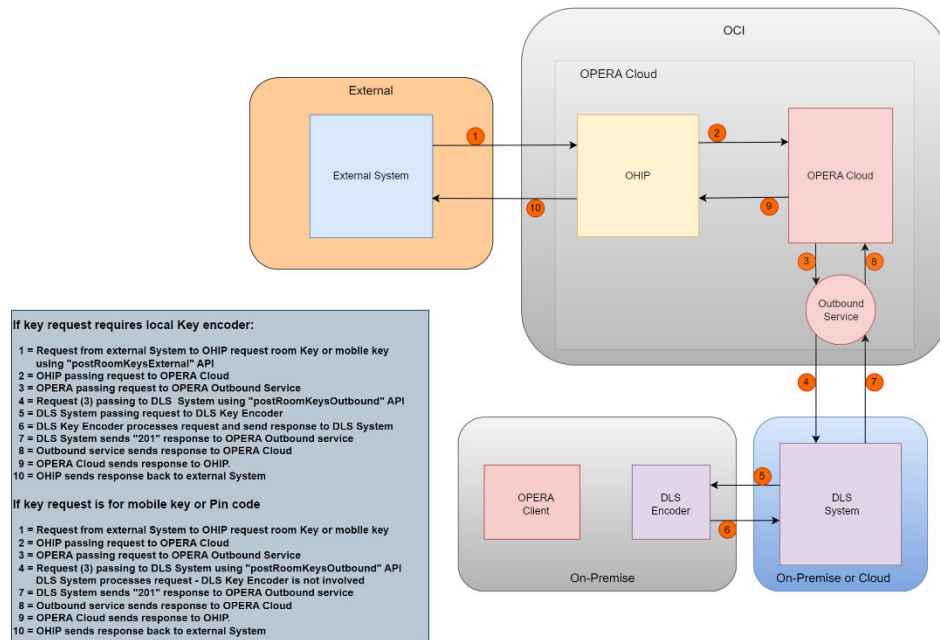 OCI
OPERA Cloud
External
External System
1
OHIP
2
OPERA Cloud
10
9
3
8
Outbound
Service
If key request requires local Key encoder:
1 = Request from external System to OHIP request room Key or mobile key
using "postRoomKeysExternal" API
2 = OHIP passing request to OPERA Cloud
3 = OPERA passing request to OPERA Outbound Service
4 = Request (3) passing to DLS System using "postRoomKeysOutbound" API
5 = DLS System passing request to DLS Key Encoder
6 = DLS Key Encoder processes request and send response to DLS System
7 = DLS System sends "201" response to OPERA Outbound service
8 = Outbound service sends response to OPERA Cloud
9 = OPERA Cloud sends response to OHIP.
10 = OHIP sends response back to external System
If key request is for mobile key or Pin code
1 = Request from external System to OHIP request room Key or mobile key
2 = OHIP passing request to OPERA Cloud
3 = OPERA passing request to OPERA Outbound Service
4 = Request (3) passing to DLS System using "postRoomKeysOutbound" API
DLS System processes request - DLS Key Encoder is not involved
7 = DLS System sends "201" response to OPERA Outbound service
8 = Outbound service sends response to OPERA Cloud
9 = OPERA Cloud sends response to OHIP.
10 = OHIP sends response back to external System
4
7
OPERA
Client
DLS
Encoder
5
6
DLS
System
On-Premise
On-Premise or Cloud